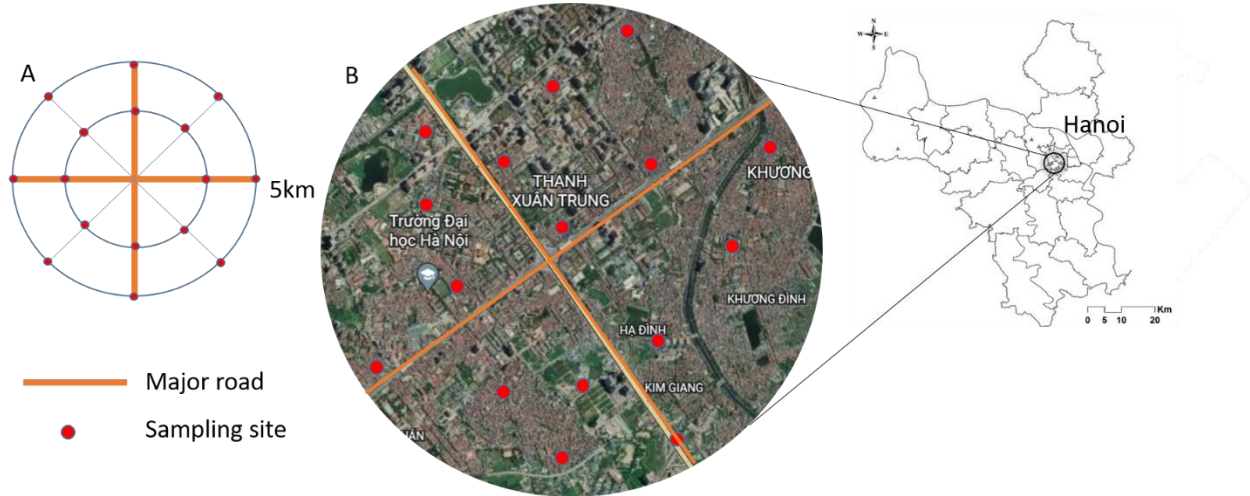 A
5km
Major road
Sampling site
B
THANH
XUÂN TRUNG
Trường Đại
học Hà Nội
KHƯƠNG
KHƯƠNG ĐÌNH
HẠ ĐÌNH
KIM GIANG
N
W
E
S
Hanoi
0 5 10 20 Km